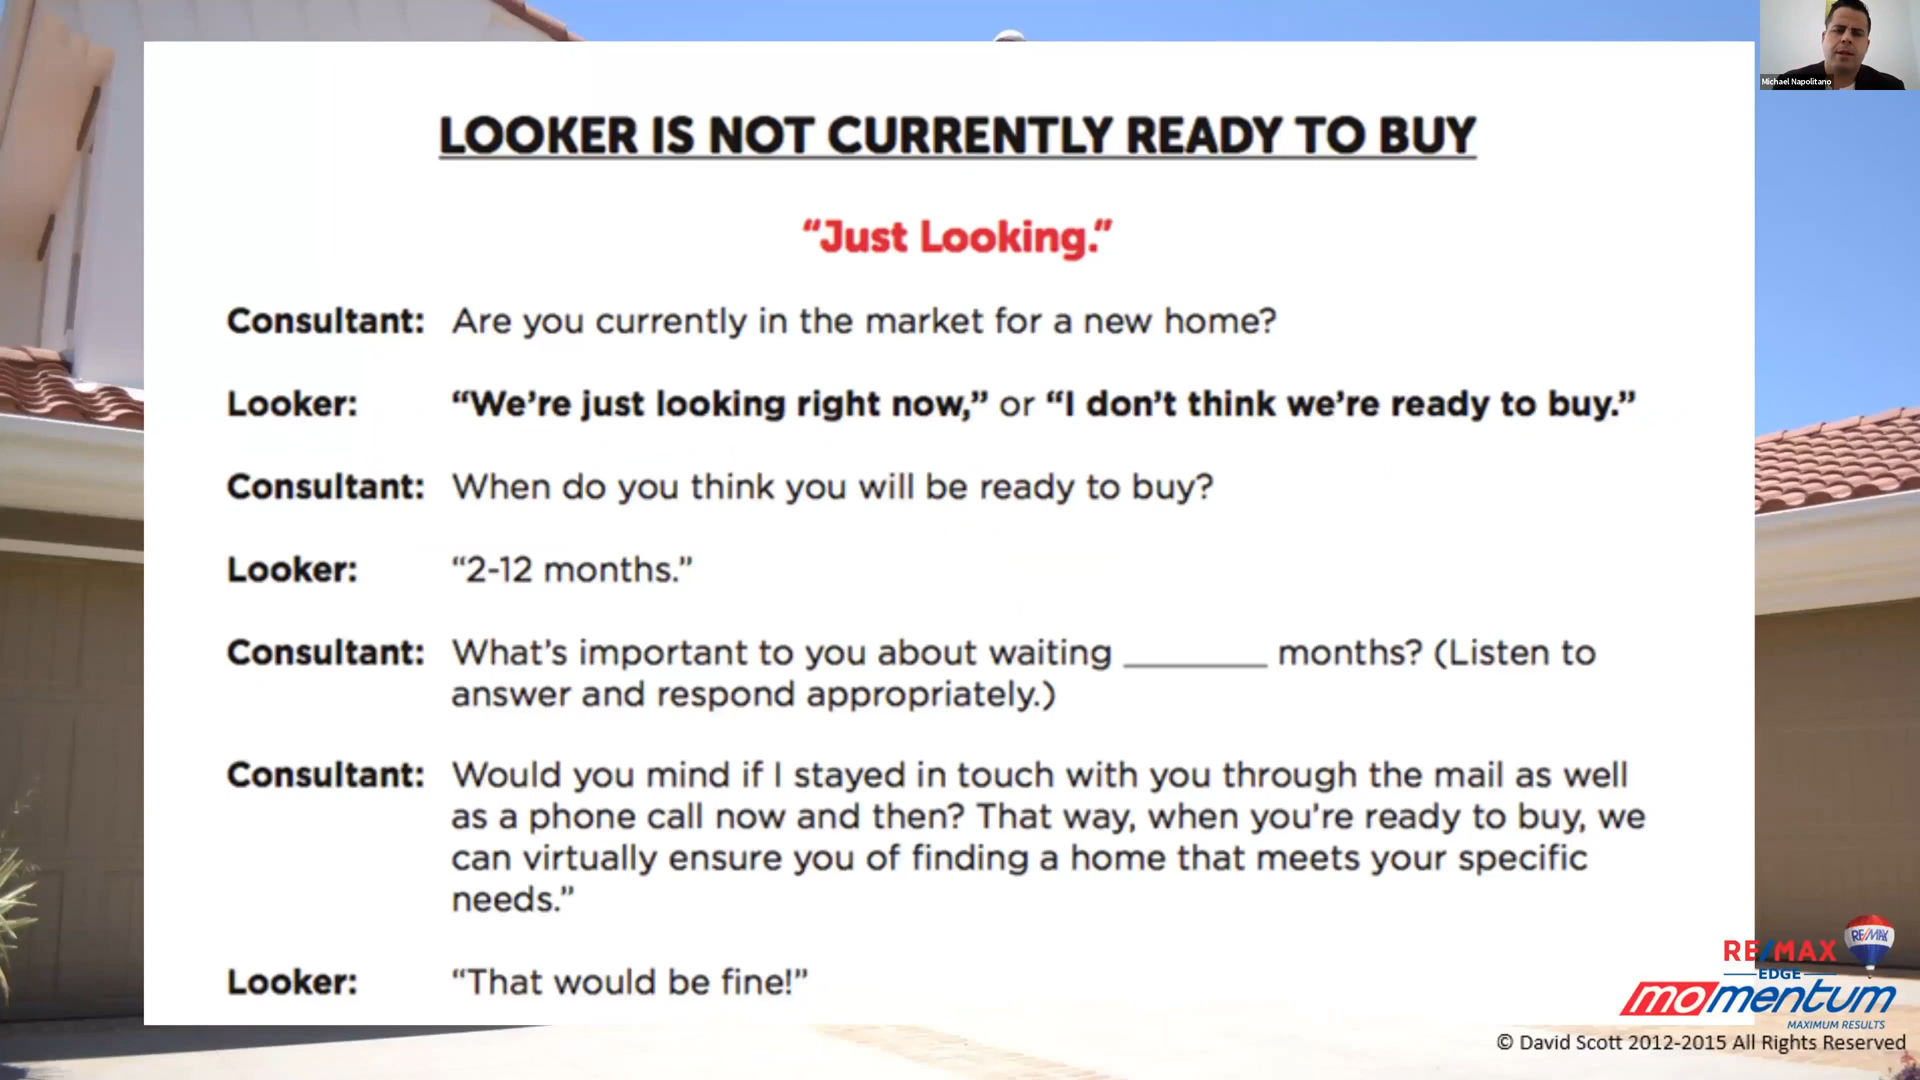 Michael Napolitano
LOOKER IS NOT CURRENTLY READY TO BUY
“Just Looking.”
Consultant: Are you currently in the market for a new home?
Looker: “We’re just looking right now,” or “I don’t think we’re ready to buy.”
Consultant: When do you think you will be ready to buy?
Looker: “2-12 months.”
Consultant: What’s important to you about waiting ________ months? (Listen to
answer and respond appropriately.)
Consultant: Would you mind if I stayed in touch with you through the mail as well
as a phone call now and then? That way, when you’re ready to buy, we
can virtually ensure you of finding a home that meets your specific
needs.”
Looker: “That would be fine!”
RE/MAX
RE/MAX
EDGE
momentum
MAXIMUM RESULTS
© David Scott 2012-2015 All Rights Reserved